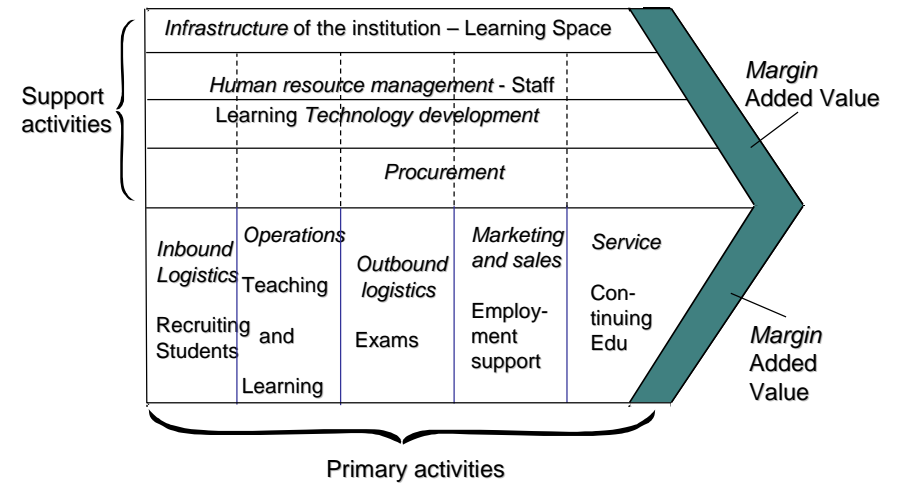 Infrastructure of the institution – Learning Space
Human resource management - Staff
Learning Technology development
Procurement
Support
activities
Margin
Added Value
Inbound
Logistics
Recruiting
Students
Operations
Teaching
and
Learning
Outbound
logistics
Exams
Marketing
and sales
Employ-
ment
support
Service
Con-
tinuing
Edu
Margin
Added
Value
Primary activities